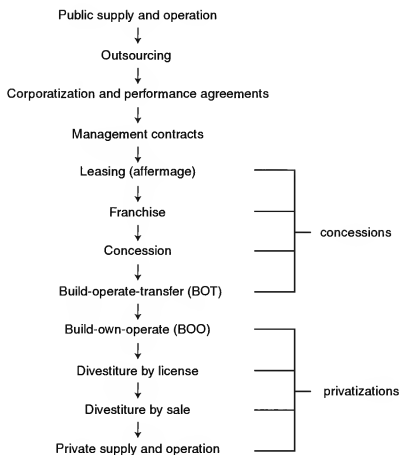 Public supply and operation
Outsourcing
Corporatization and performance agreements
Management contracts
Leasing (affermage)
Franchise
concessions
Concession
Build-operate-transfer (BOT)
Build-own-operate (BOO)
Divestiture by license
privatizations
Divestiture by sale
Private supply and operation